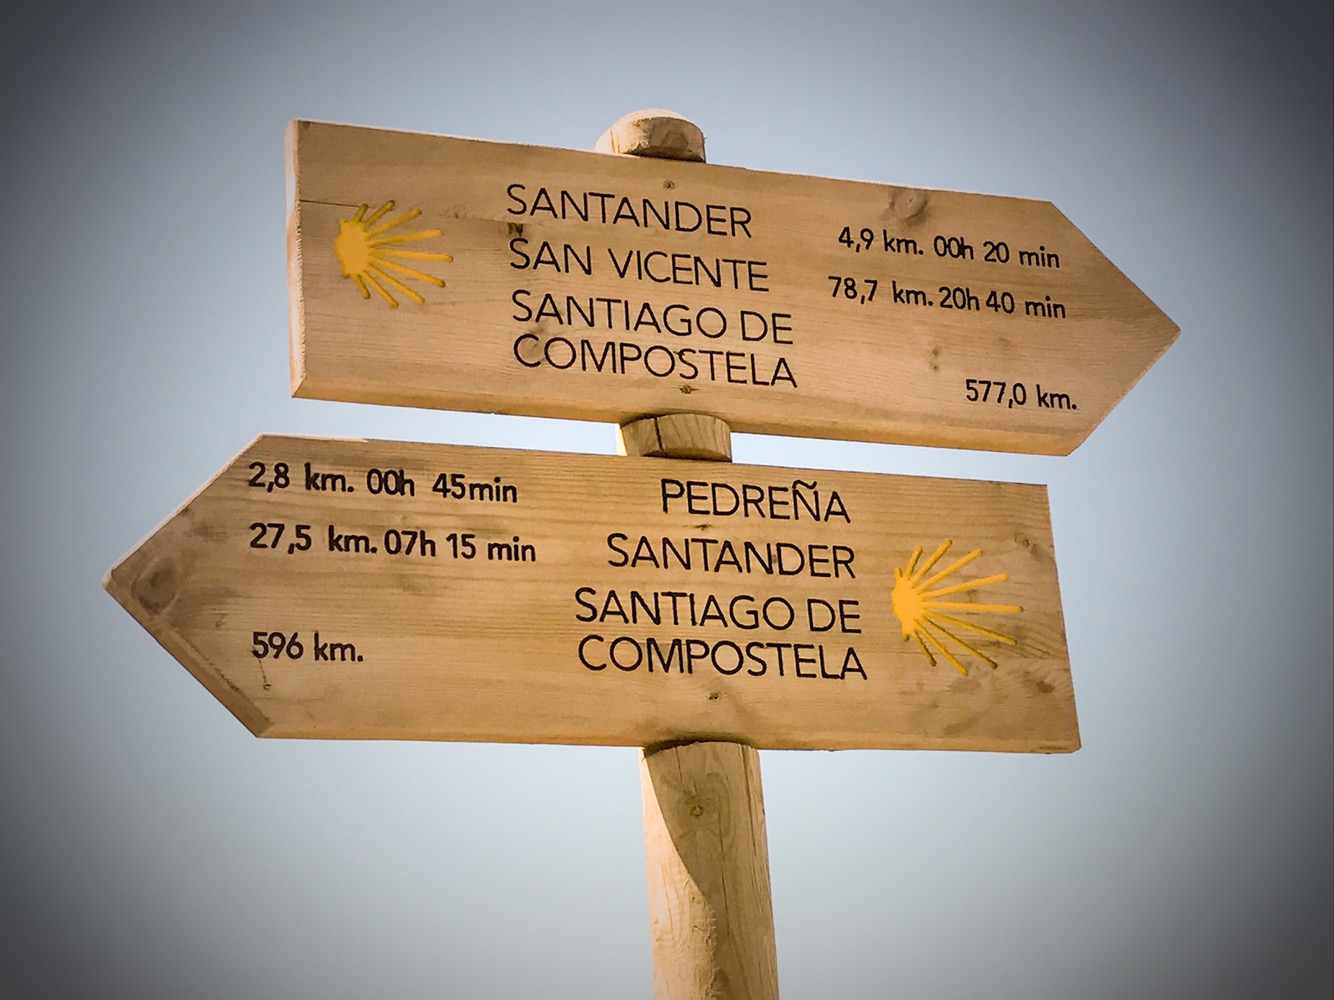 SANTANDER 4,9 km. 00h 20 min
SAN VICENTE 78,7 km. 20h 40 min
SANTIAGO DE
COMPOSTELA 577,0 km.
2,8 km. 00h 45min PEDREÑA
27,5 km. 07h 15 min SANTANDER
SANTIAGO DE
596 km. COMPOSTELA